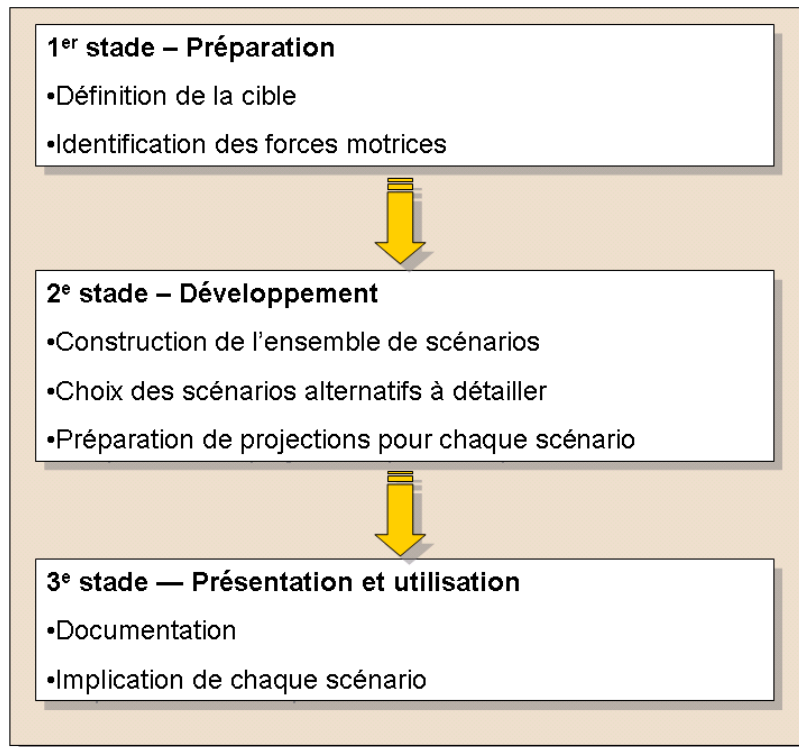 1er stade – Préparation
•Définition de la cible
•Identification des forces motrices
2e stade – Développement
•Construction de l'ensemble de scénarios
•Choix des scénarios alternatifs à détailler
•Préparation de projections pour chaque scénario
3e stade — Présentation et utilisation
•Documentation
•Implication de chaque scénario